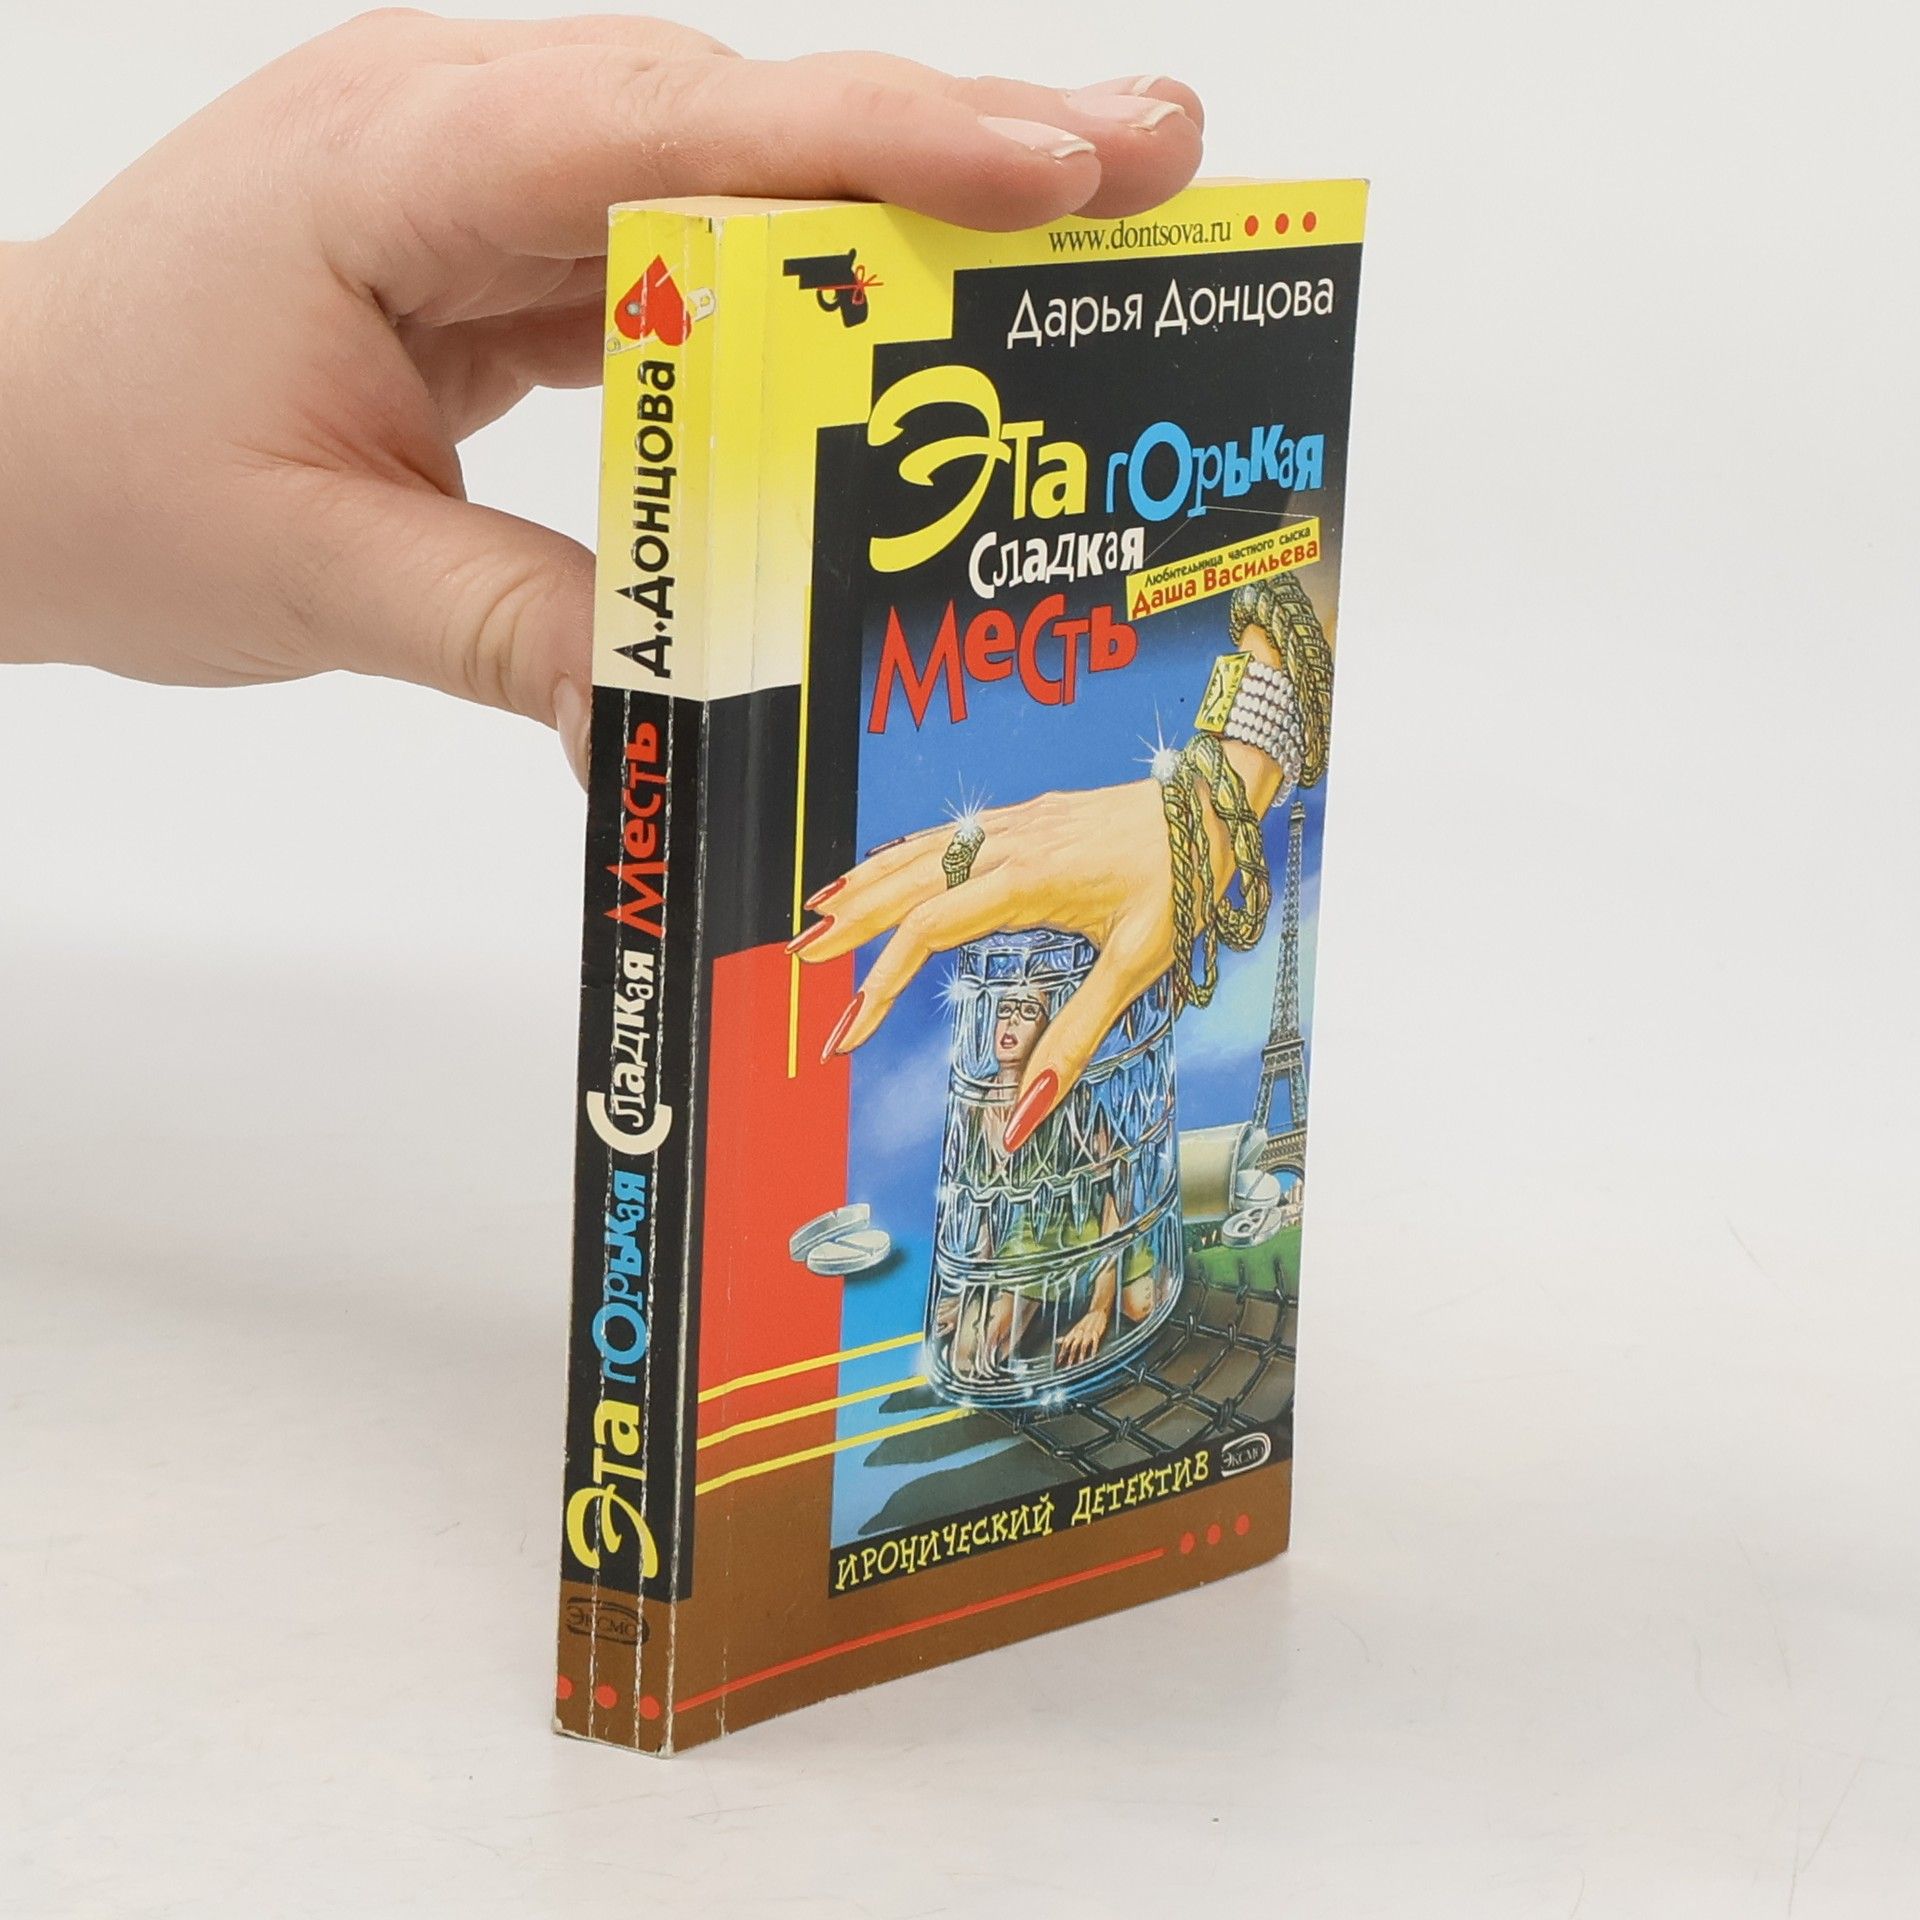 Д. Донцова
Эта горькая Сладкая Месть
ЭКСМО
www.dontsova.ru
Дарья Донцова
Эта горькая
Сладкая
Любительница частного сыска
Даша Васильева
Месть
ИРОНИЧЕСКИЙ ДЕТЕКТИВ
ЭКСМО